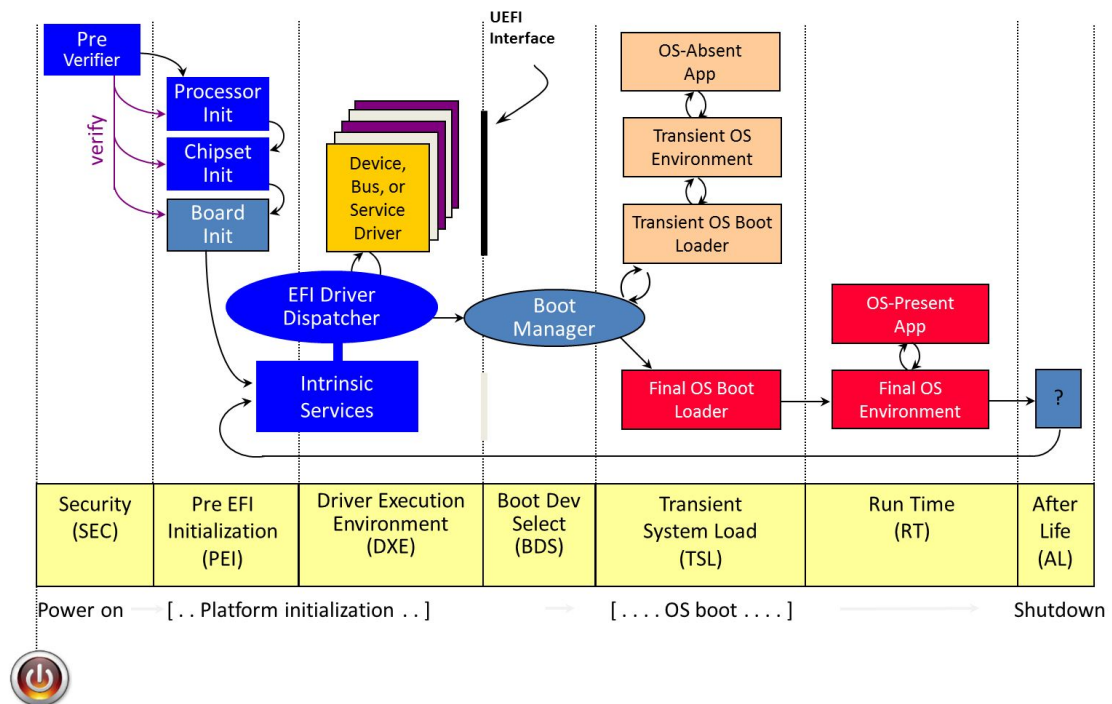 UEFI
Interface
Pre
Verifier
verify
Processor
Init
Chipset
Init
Board
Init
Device,
Bus, or
Service
Driver
EFI Driver
Dispatcher
Intrinsic
Services
Boot
Manager
OS-Absent
App
Transient OS
Environment
Transient OS Boot
Loader
Final OS Boot
Loader
OS-Present
App
Final OS
Environment
?
Security
(SEC)
Pre EFI
Initialization
(PEI)
Driver Execution
Environment
(DXE)
Boot Dev
Select
(BDS)
Transient
System Load
(TSL)
Run Time
(RT)
After
Life
(AL)
Power on
[ . . Platform initialization . . ]
[ . . . . OS boot . . . . ]
Shutdown